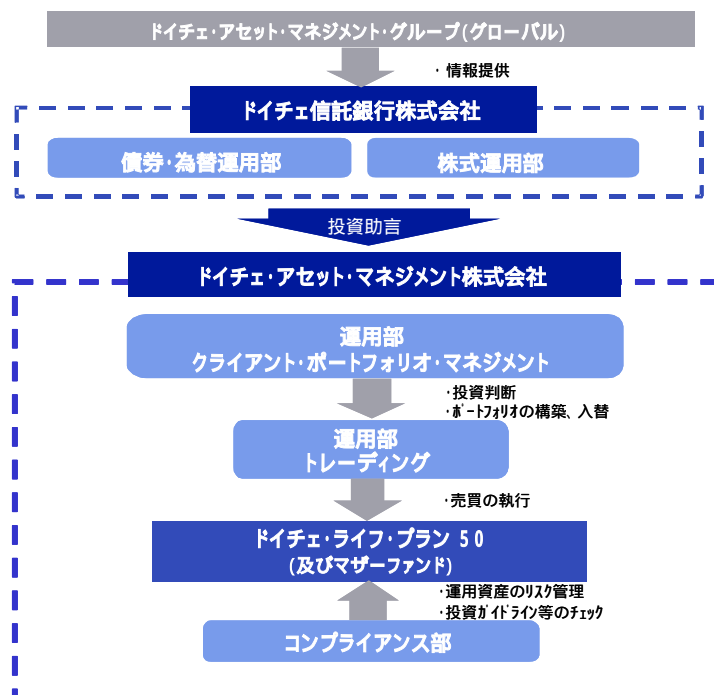 ドイチェ・アセット・マネジメント・グループ(グローバル)
・情報提供
ドイチェ信託銀行株式会社
債券・為替運用部
株式運用部
投資助言
ドイチェ・アセット・マネジメント株式会社
運用部
クライアント・ポートフォリオ・マネジメント
・投資判断
・ﾎﾟｰﾄﾌｫﾘｵの構築、入替
運用部
トレーディング
・売買の執行
ドイチェ・ライフ・プラン 50
(及びマザーファンド)
・運用資産のﾘｽｸ管理
・投資ｶﾞｲﾄﾞﾗｲﾝ等のﾁｪｯｸ
コンプライアンス部